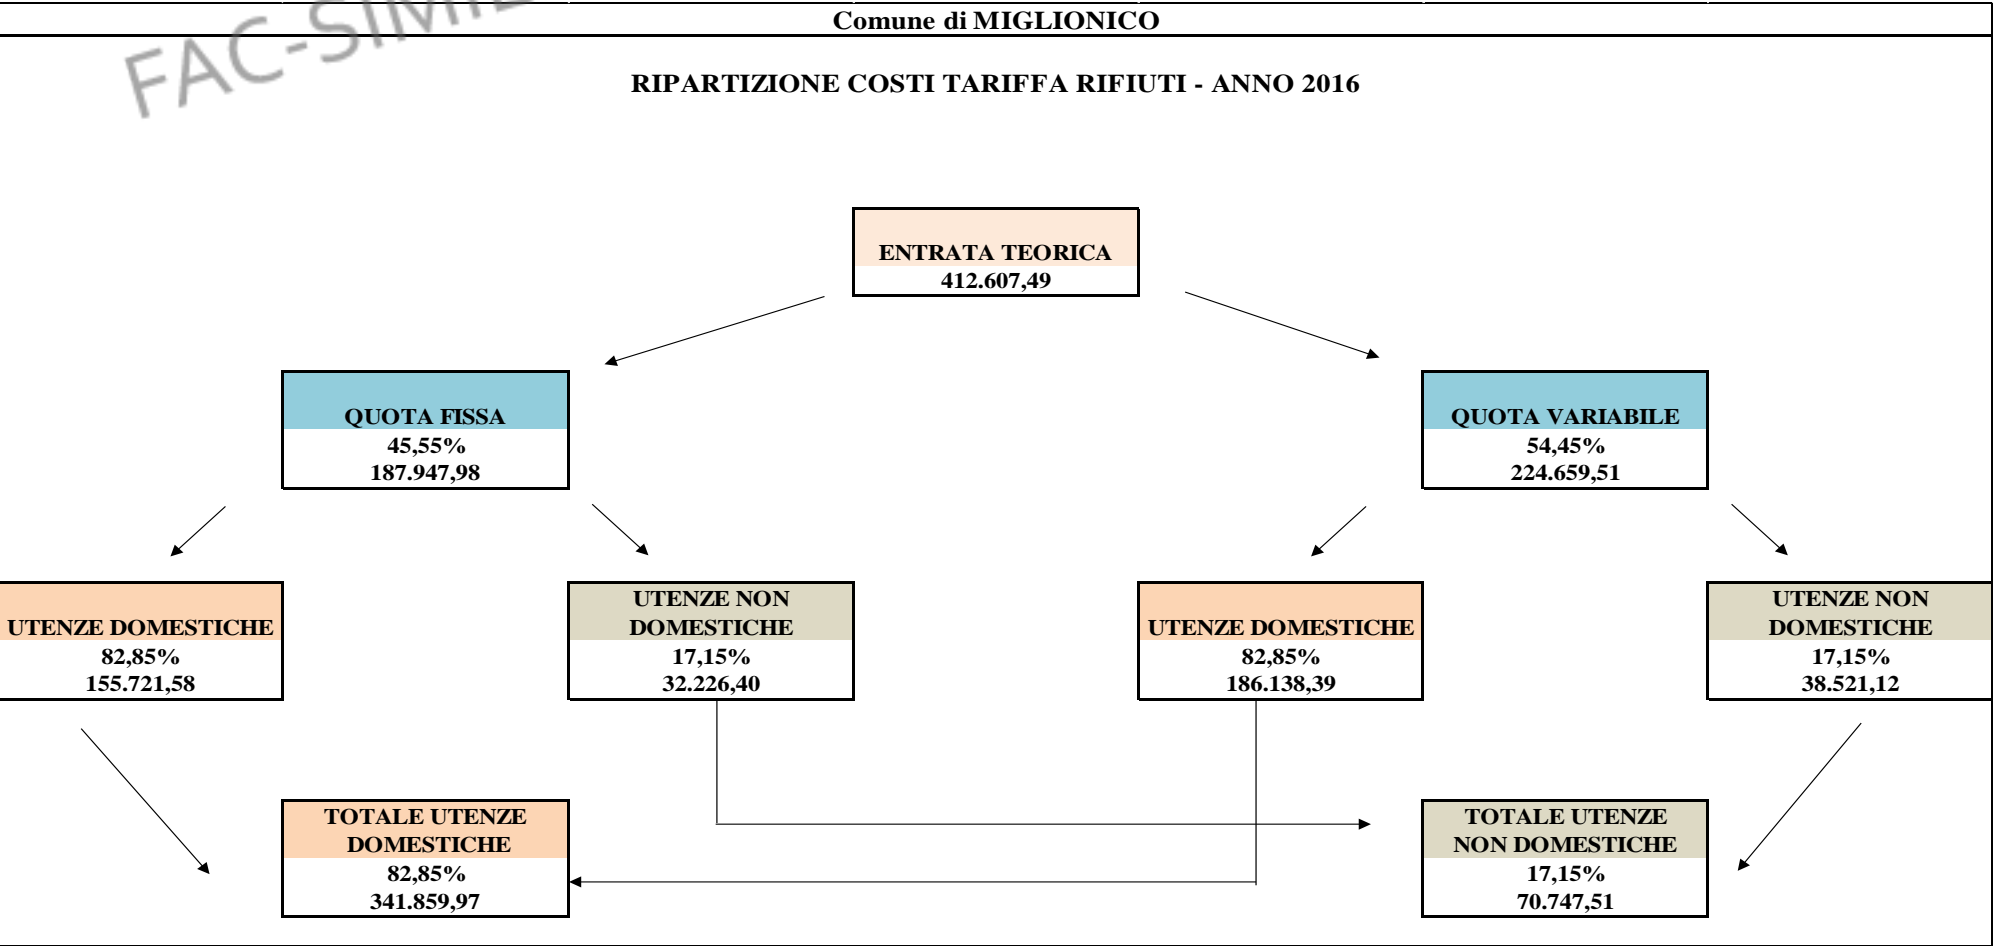 Comune di MIGLIONICO
FAC-SIMILE
RIPARTIZIONE COSTI TARIFFA RIFIUTI - ANNO 2016
ENTRATA TEORICA
412.607,49
QUOTA FISSA
45,55%
187.947,98
QUOTA VARIABILE
54,45%
224.659,51
UTENZE DOMESTICHE
82,85%
155.721,58
UTENZE NON
DOMESTICHE
17,15%
32.226,40
UTENZE DOMESTICHE
82,85%
186.138,39
UTENZE NON
DOMESTICHE
17,15%
38.521,12
TOTALE UTENZE
DOMESTICHE
82,85%
341.859,97
TOTALE UTENZE
NON DOMESTICHE
17,15%
70.747,51